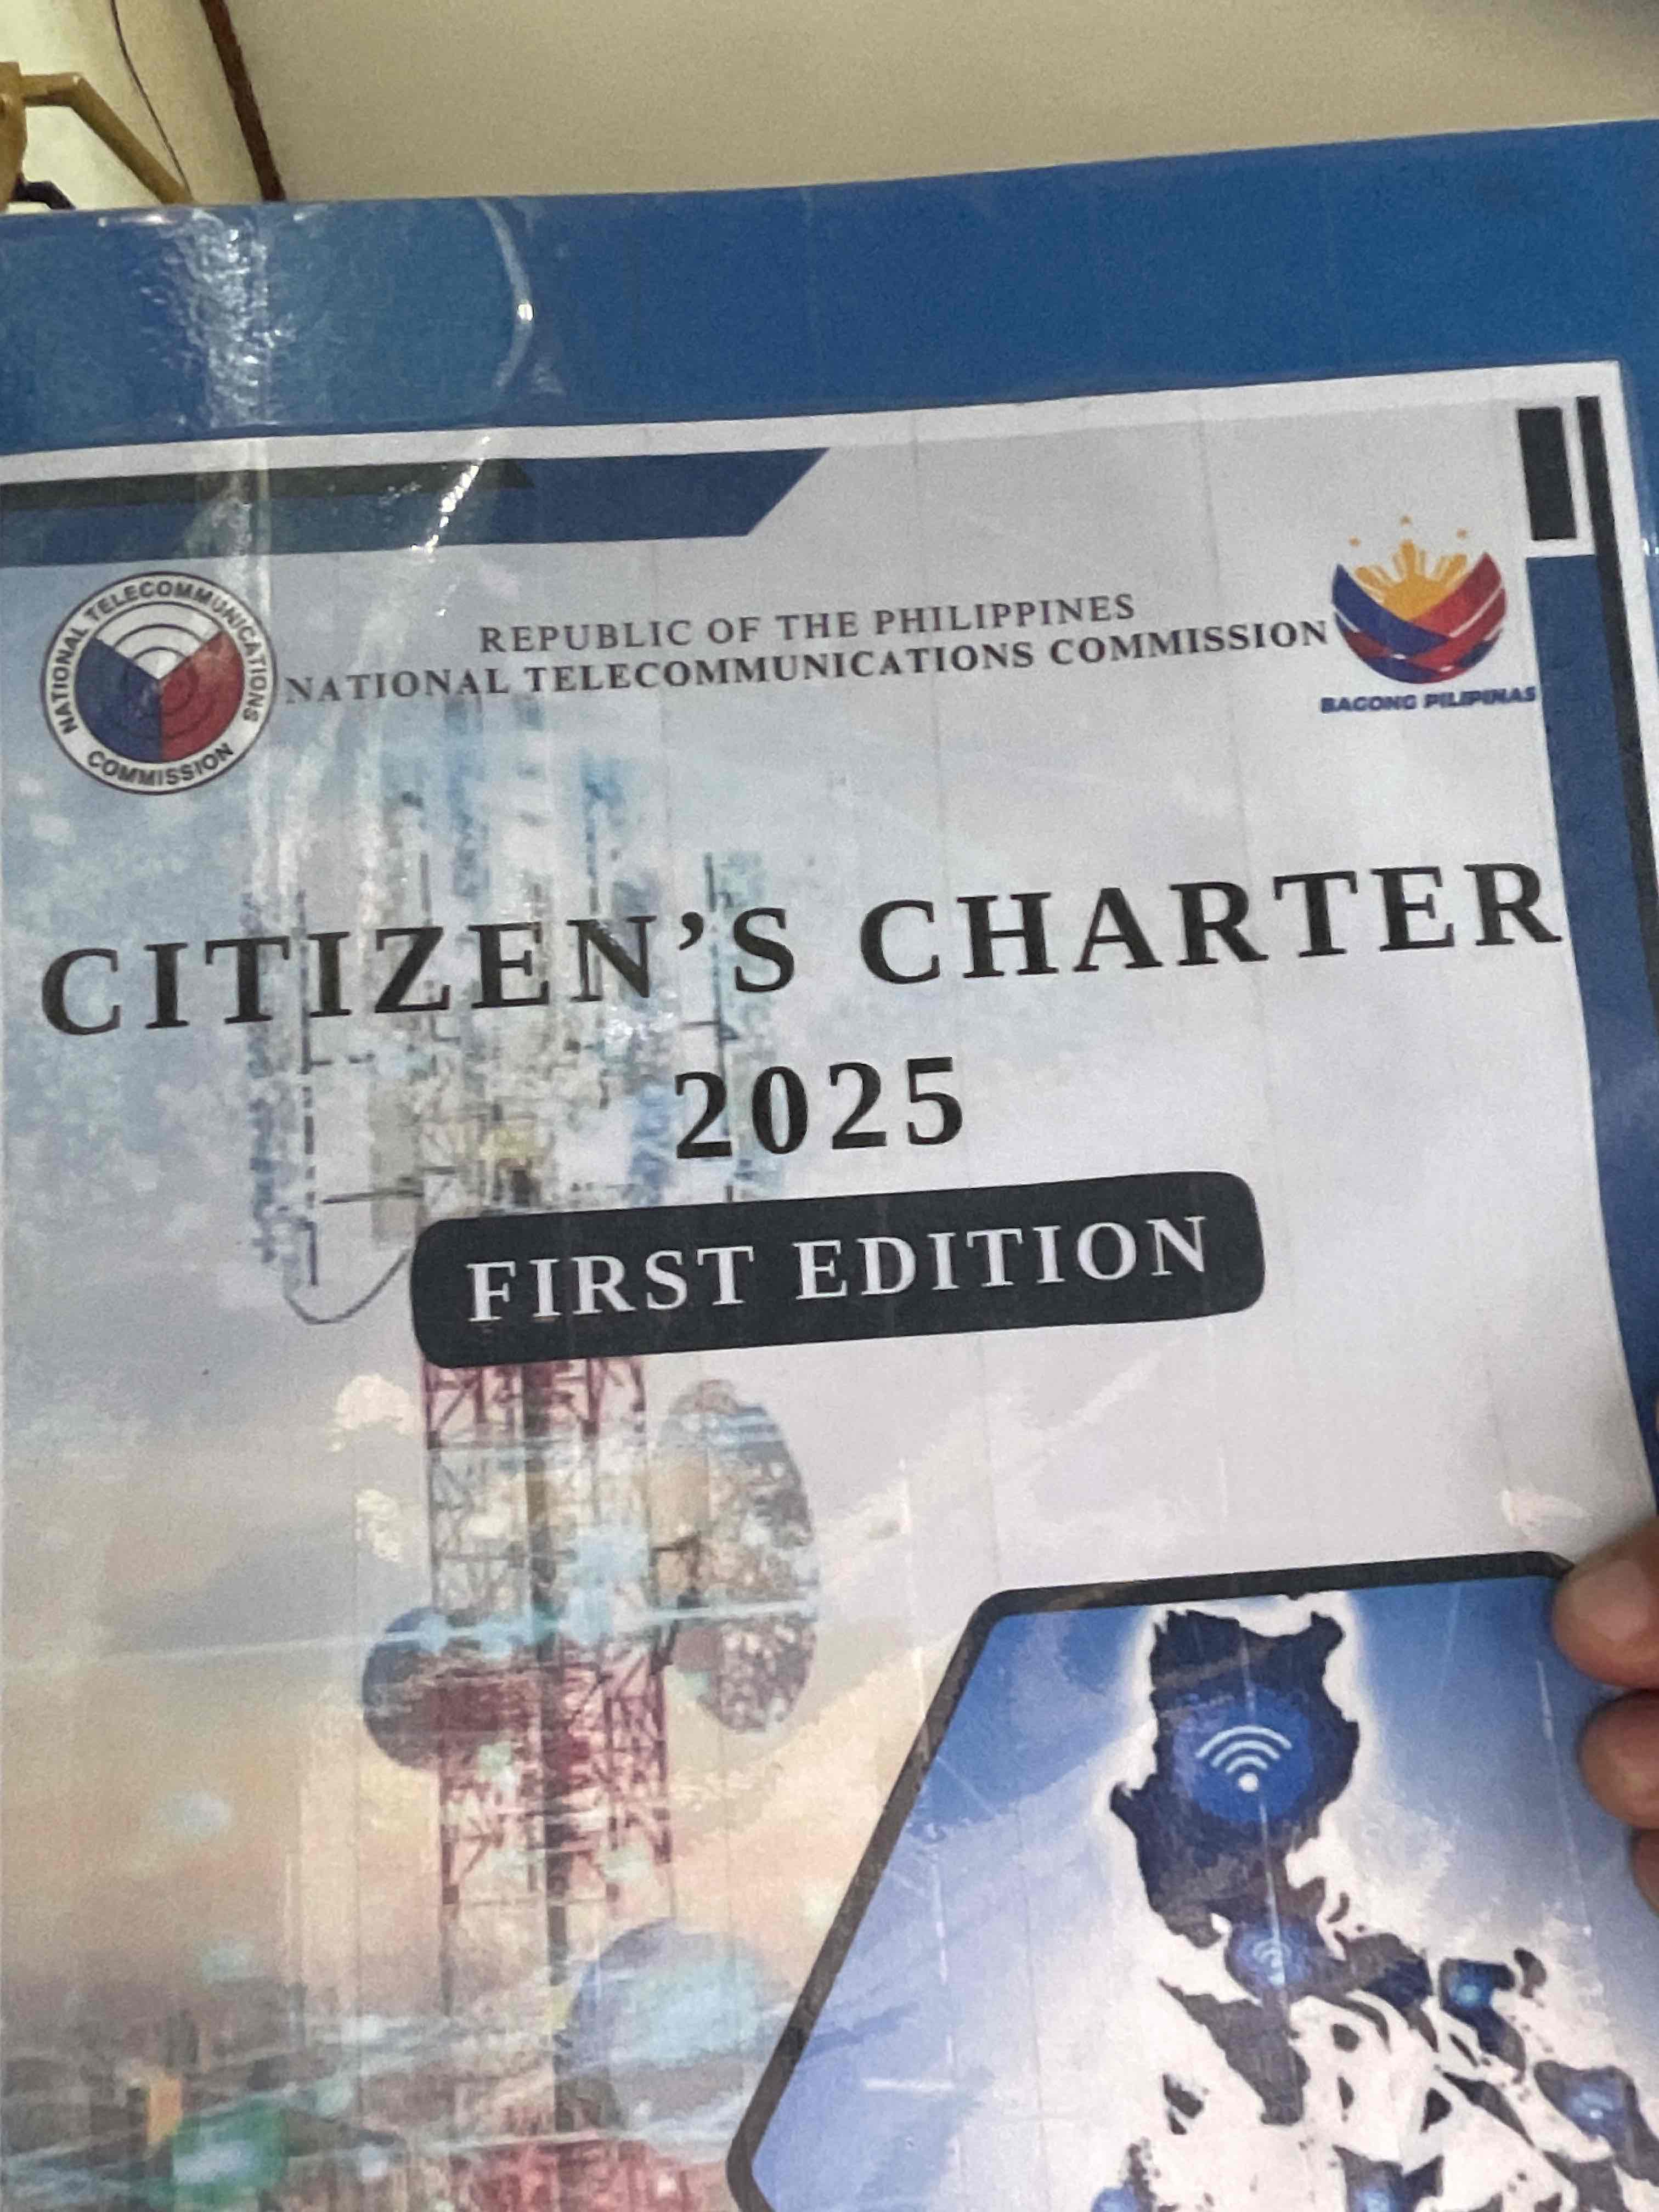 NATIONAL TELECOMMUNICATIONS
COMMISSION
REPUBLIC OF THE PHILIPPINES
NATIONAL TELECOMMUNICATIONS COMMISSION
BAGONG PILIPINAS
CITIZEN’S CHARTER
2025
FIRST EDITION